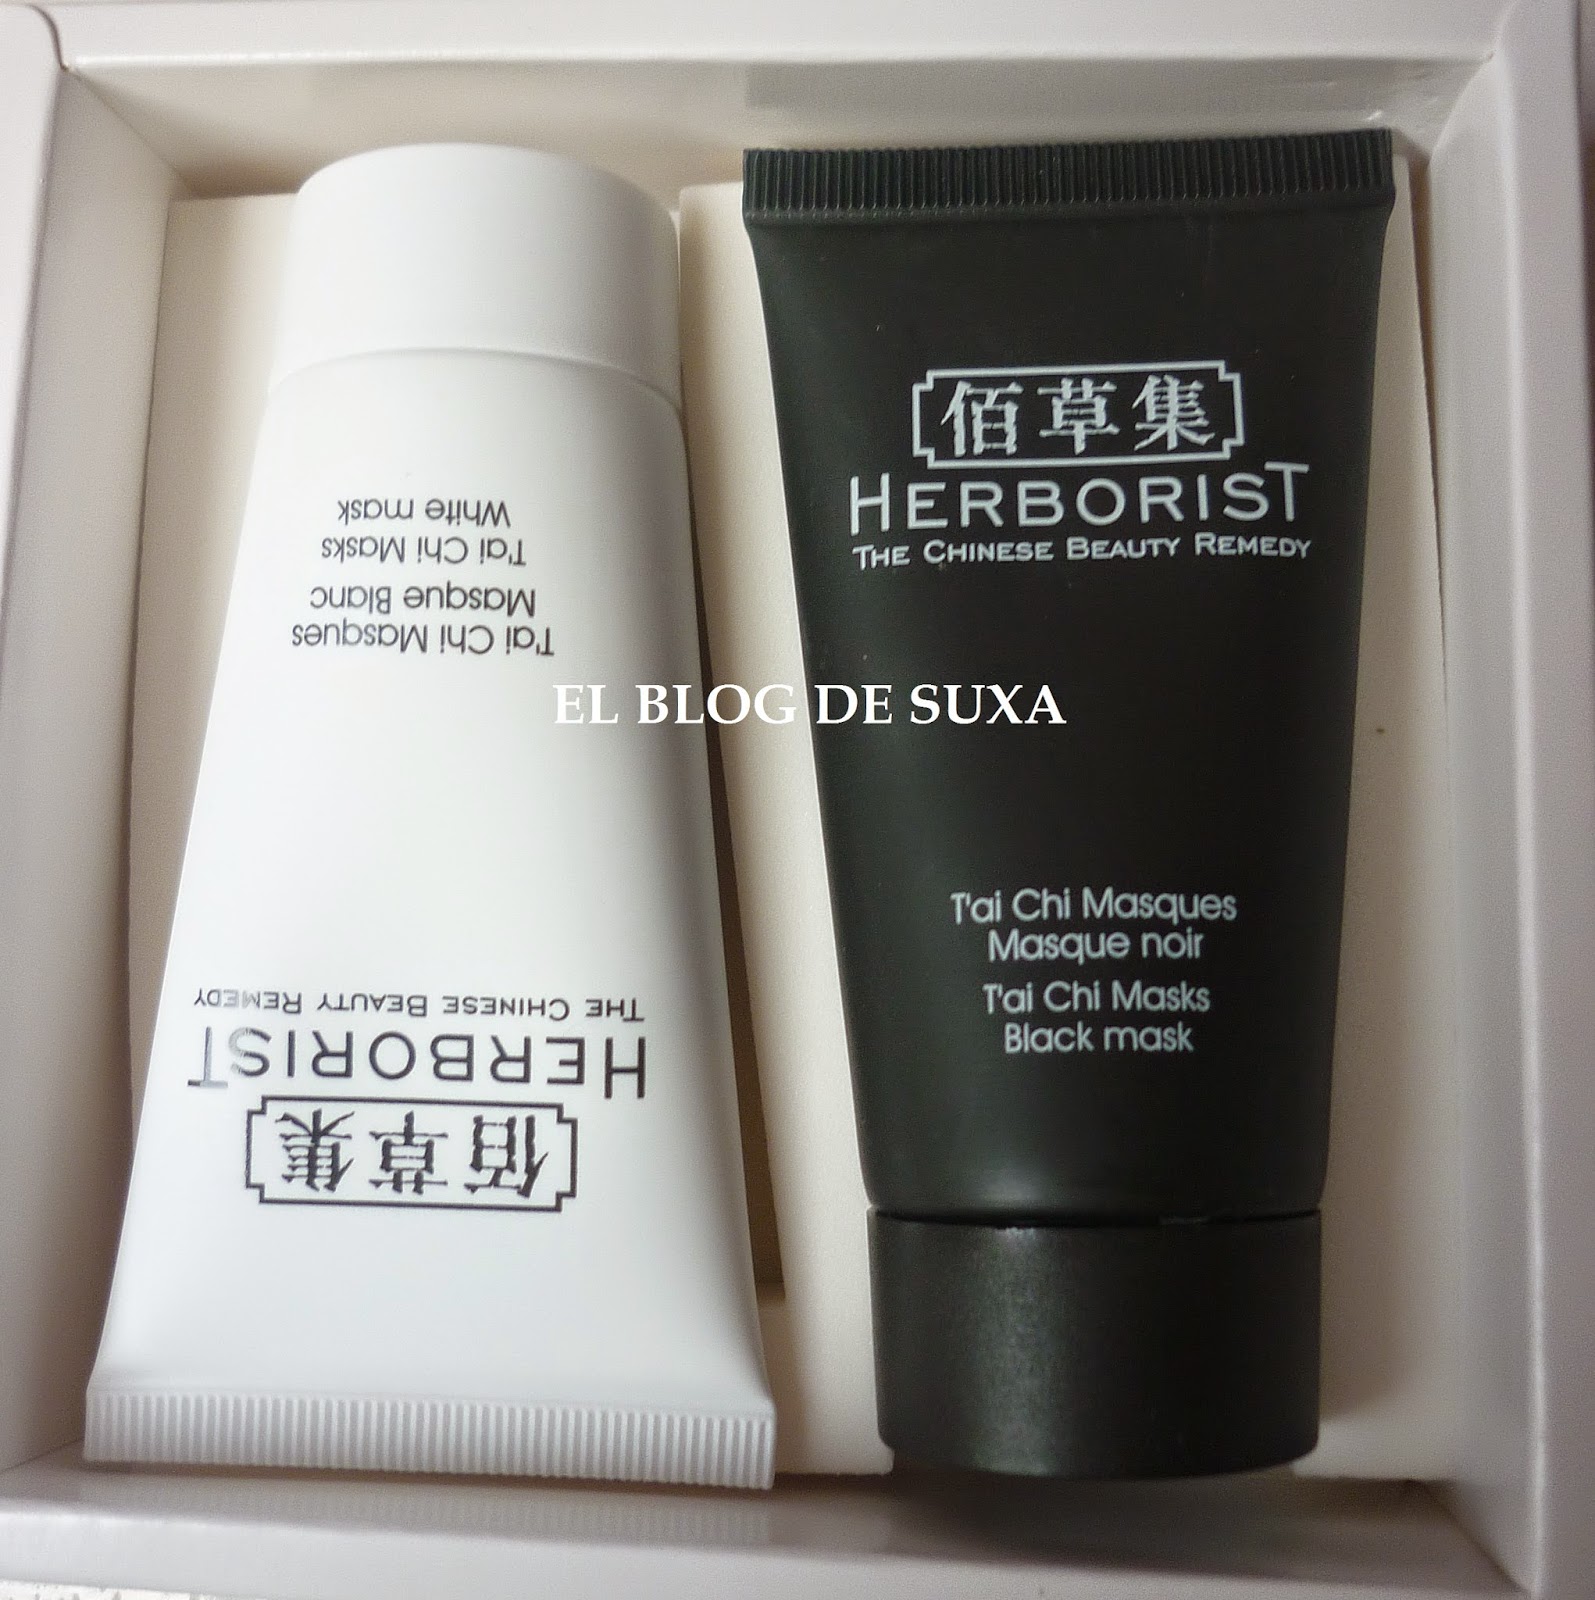 White mask
T'ai Chi Masks
Masque Blanc
T'ai Chi Masques
THE CHINESE BEAUTY REMEDY
HERBORIST
佰草集
佰草集
HERBORIST
THE CHINESE BEAUTY REMEDY
EL BLOG DE SUXA
T'ai Chi Masques
Masque noir
T'ai Chi Masks
Black mask